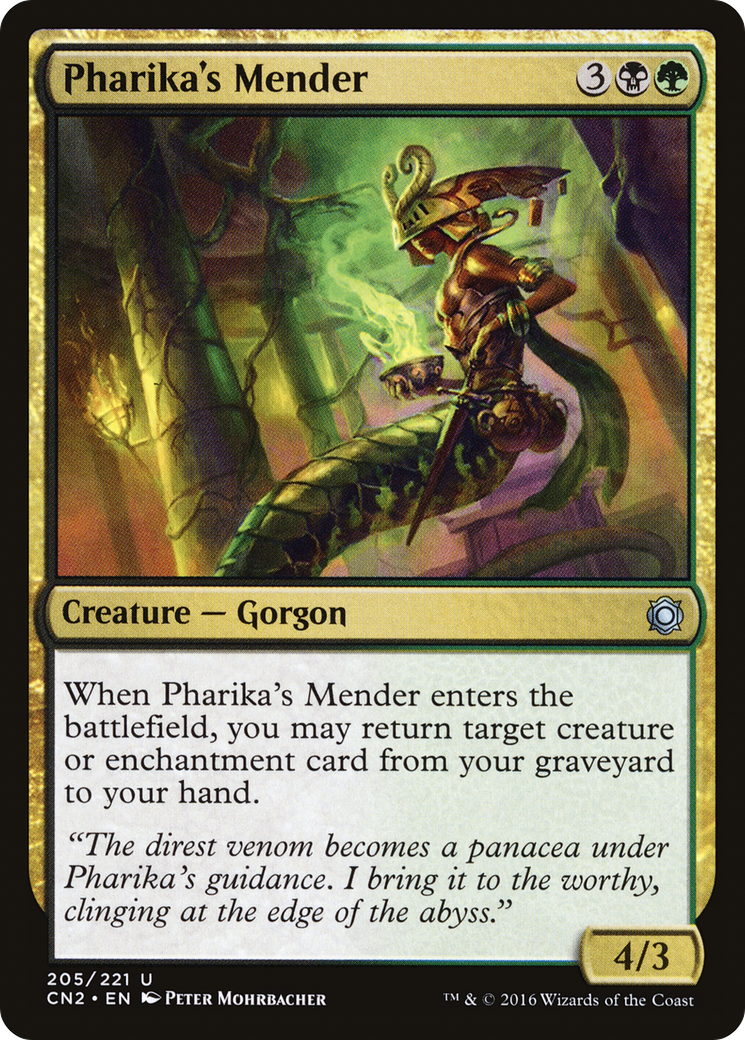 Pharika's Mender 3
Creature — Gorgon
When Pharika's Mender enters the
battlefield, you may return target creature
or enchantment card from your graveyard
to your hand.
“The direst venom becomes a panacea under
Pharika's guidance. I bring it to the worthy,
clinging at the edge of the abyss.”
4/3
205/221 U
CN2 • EN Peter Mohrbacher ™ & © 2016 Wizards of the Coast